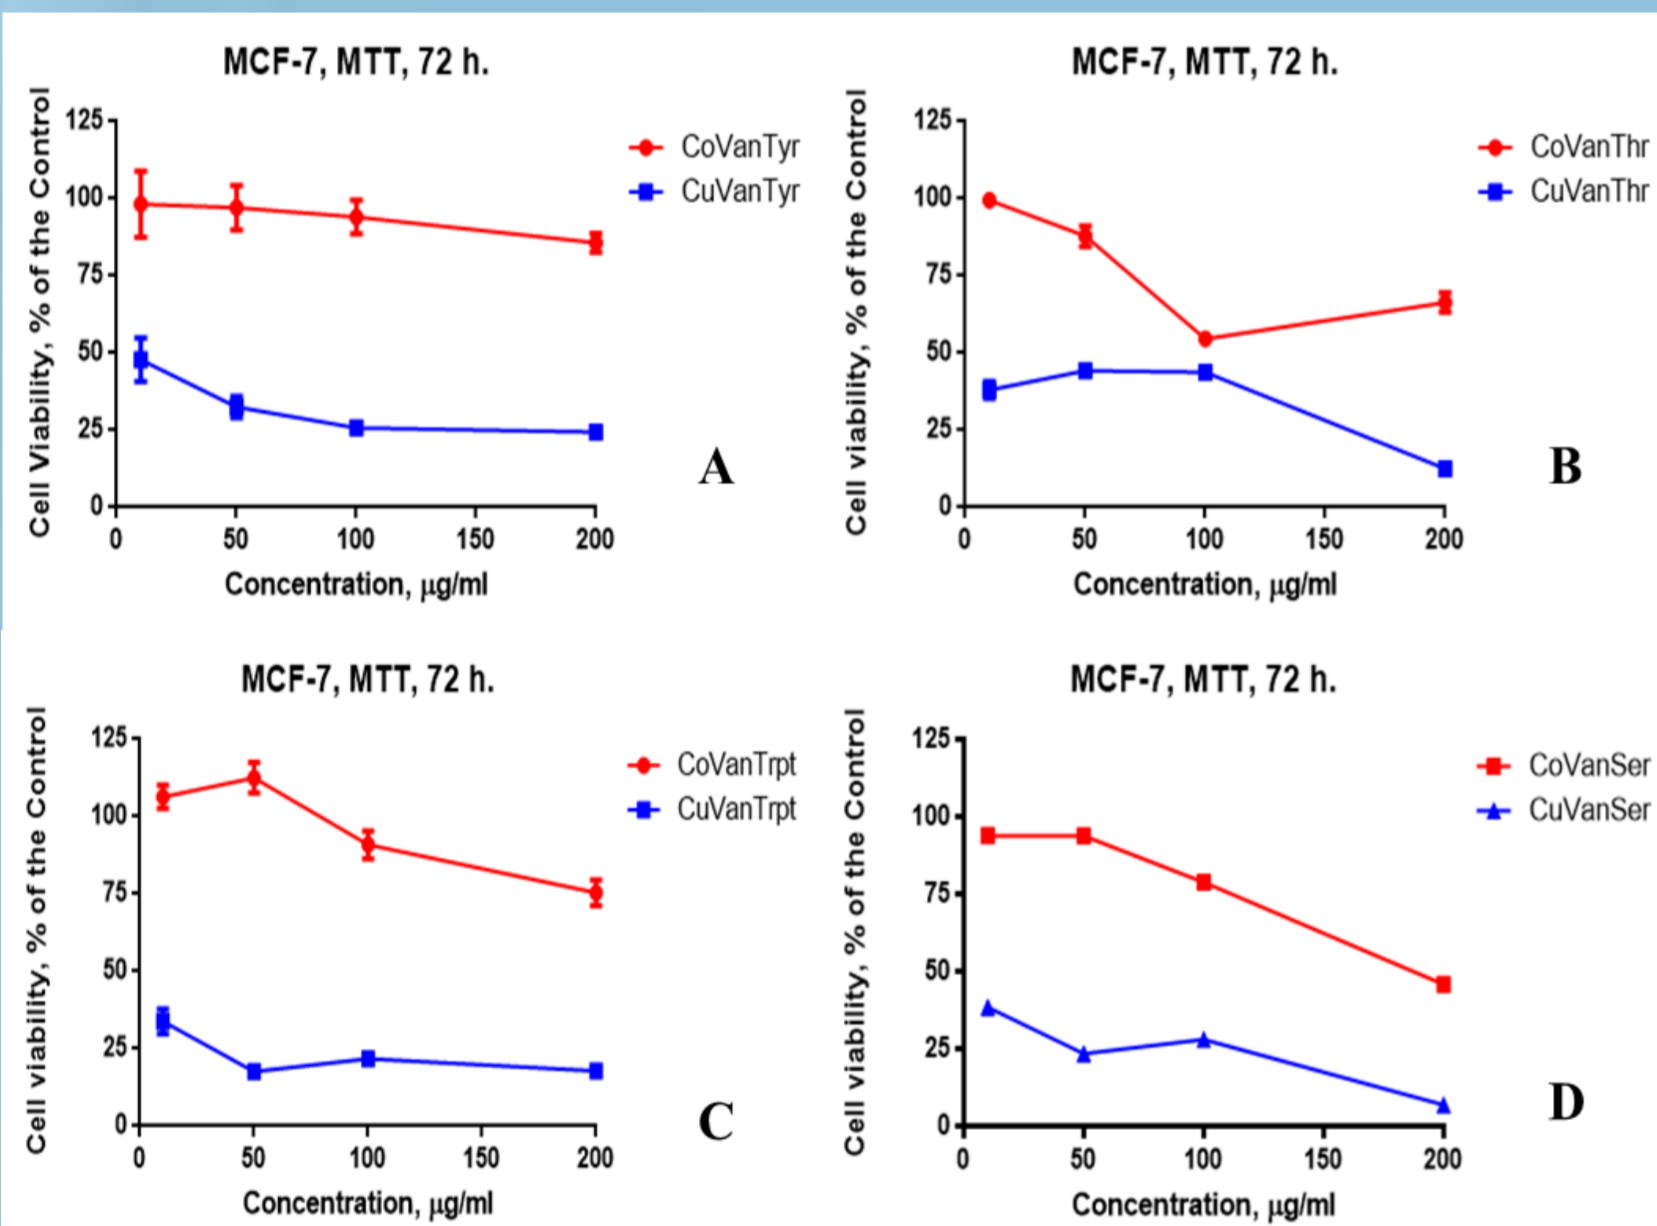 MCF-7, MTT, 72 h.
Cell Viability, % of the Control
125
100
75
50
25
0
0 50 100 150 200
Concentration, µg/ml
CoVanTyr
CuVanTyr
A
MCF-7, MTT, 72 h.
Cell viability, % of the Control
125
100
75
50
25
0
0 50 100 150 200
Concentration, µg/ml
CoVanThr
CuVanThr
B
MCF-7, MTT, 72 h.
Cell viability, % of the Control
125
100
75
50
25
0
0 50 100 150 200
Concentration, µg/ml
CoVanTrpt
CuVanTrpt
C
MCF-7, MTT, 72 h.
Cell viability, % of the Control
125
100
75
50
25
0
0 50 100 150 200
Concentration, µg/ml
CoVanSer
CuVanSer
D